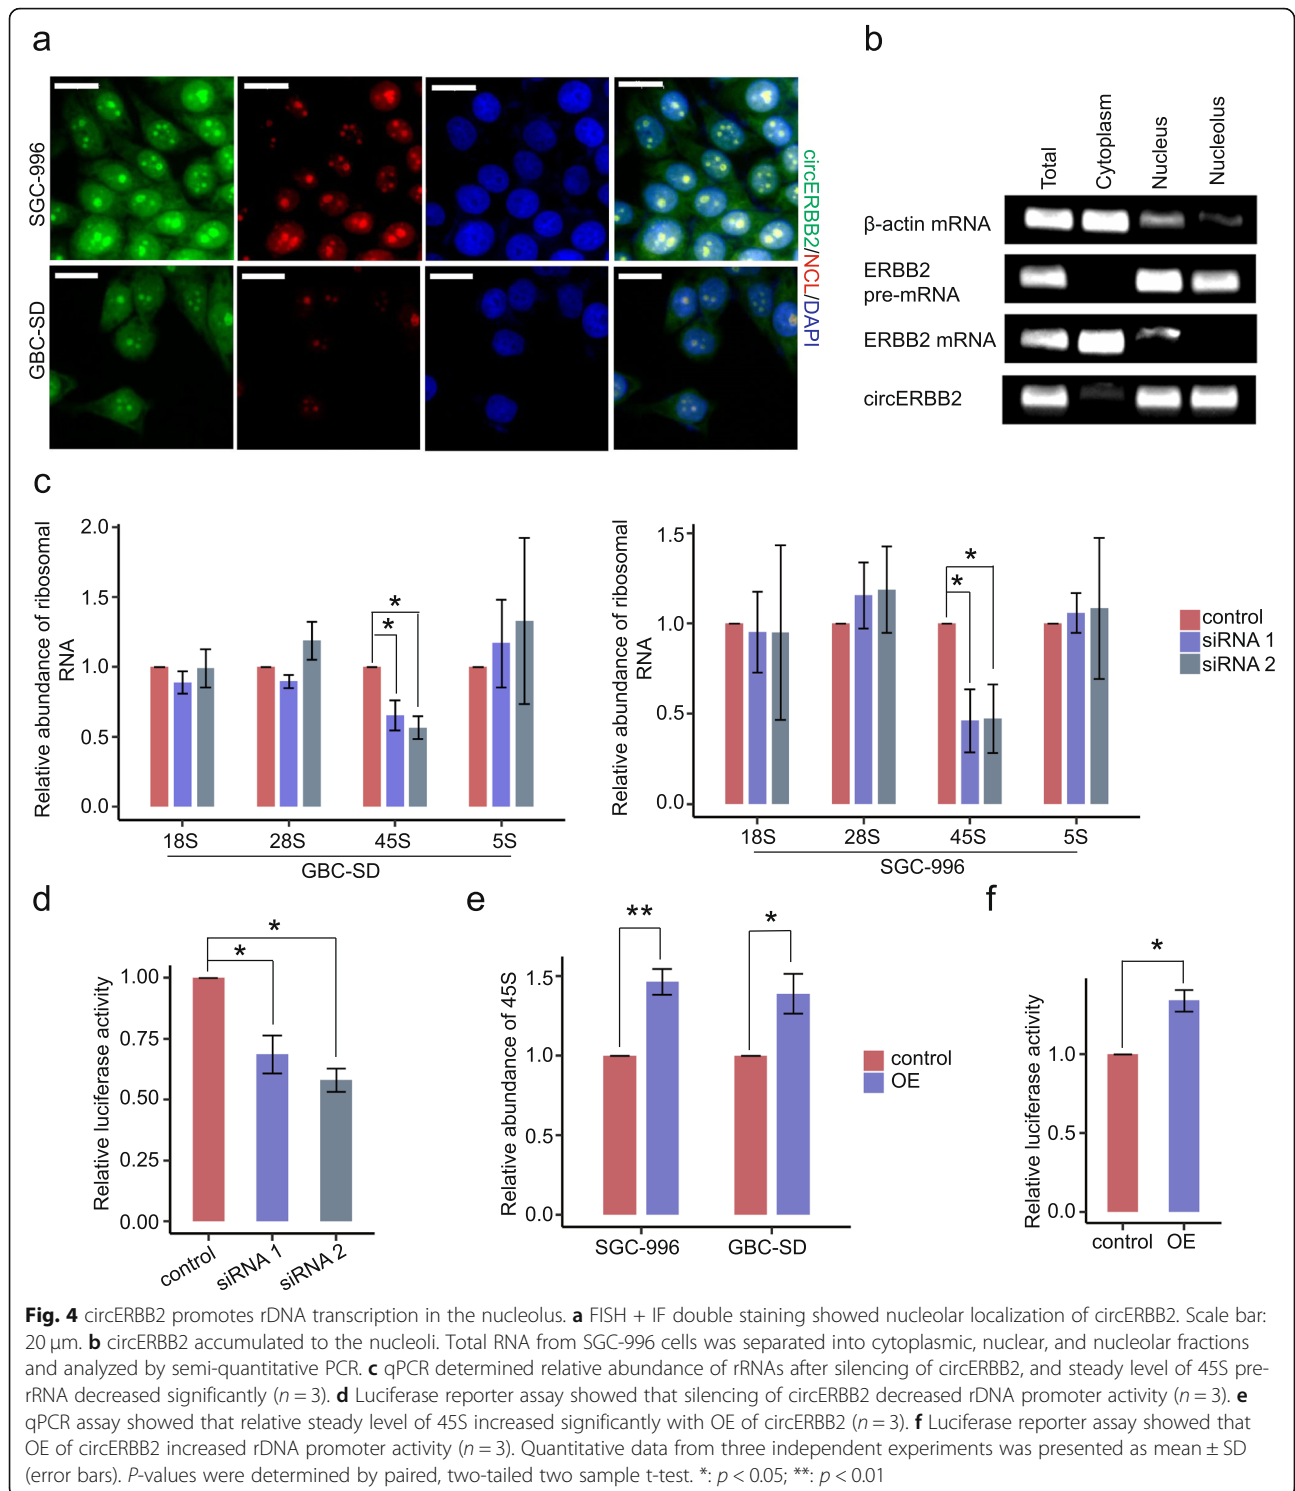 a
SGC-996
GBC-SD
circERBB2/NCL/DAPI
b
Total
Cytoplasm
Nucleus
Nucleolus
β-actin mRNA
ERBB2
pre-mRNA
ERBB2 mRNA
circERBB2
c
Relative abundance of ribosomal
RNA
2.0
1.5
1.0
0.5
0.0
*
*
18S
28S
45S
5S
GBC-SD
Relative abundance of ribosomal
RNA
1.5
1.0
0.5
0.0
*
*
18S
28S
45S
5S
SGC-996
control
siRNA 1
siRNA 2
d
Relative luciferase activity
1.00
0.75
0.50
0.25
0.00
*
*
control
siRNA 1
siRNA 2
e
Relative abundance of 45S
1.5
1.0
0.5
0.0
**
*
SGC-996
GBC-SD
control
OE
f
Relative luciferase activity
1.0
0.5
0.0
*
control
OE
Fig. 4 circERBB2 promotes rDNA transcription in the nucleolus. a FISH + IF double staining showed nucleolar localization of circERBB2. Scale bar:
20 μm. b circERBB2 accumulated to the nucleoli. Total RNA from SGC-996 cells was separated into cytoplasmic, nuclear, and nucleolar fractions
and analyzed by semi-quantitative PCR. c qPCR determined relative abundance of rRNAs after silencing of circERBB2, and steady level of 45S pre-
rRNA decreased significantly (n = 3). d Luciferase reporter assay showed that silencing of circERBB2 decreased rDNA promoter activity (n = 3). e
qPCR assay showed that relative steady level of 45S increased significantly with OE of circERBB2 (n = 3). f Luciferase reporter assay showed that
OE of circERBB2 increased rDNA promoter activity (n = 3). Quantitative data from three independent experiments was presented as mean ± SD
(error bars). P-values were determined by paired, two-tailed two sample t-test. *: p < 0.05; **: p < 0.01